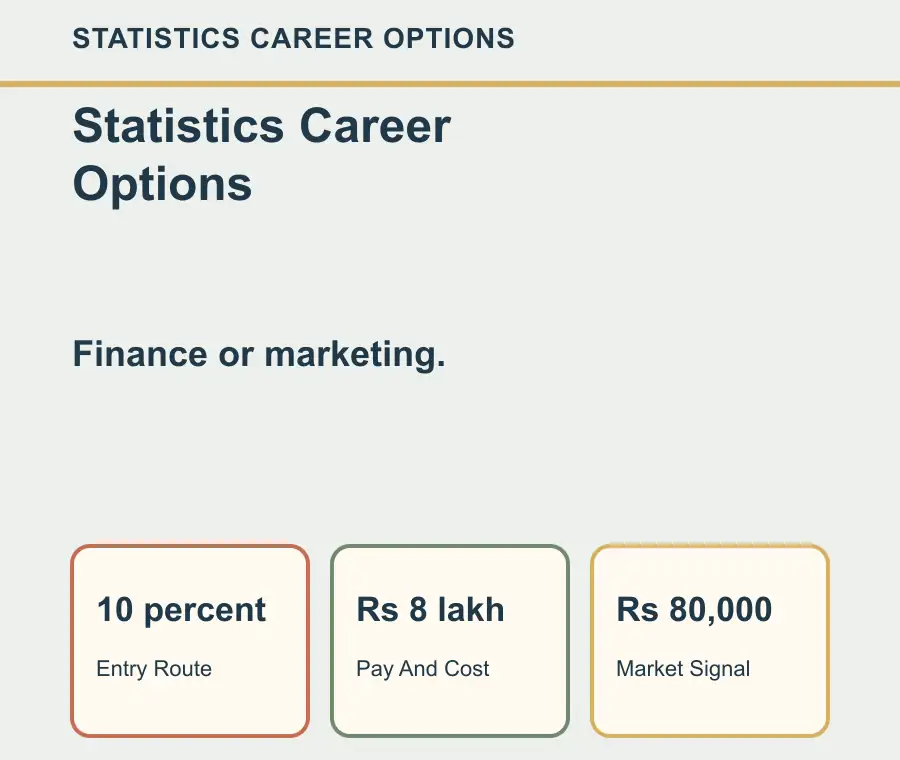 STATISTICS CAREER OPTIONS
Statistics Career
Options
Finance or marketing.
10 percent
Entry Route
Rs 8 lakh
Pay And Cost
Rs 80,000
Market Signal